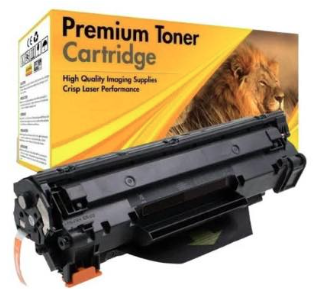 Premium Toner
Cartridge
High Quality Imaging Supplies
Crisp Laser Performance